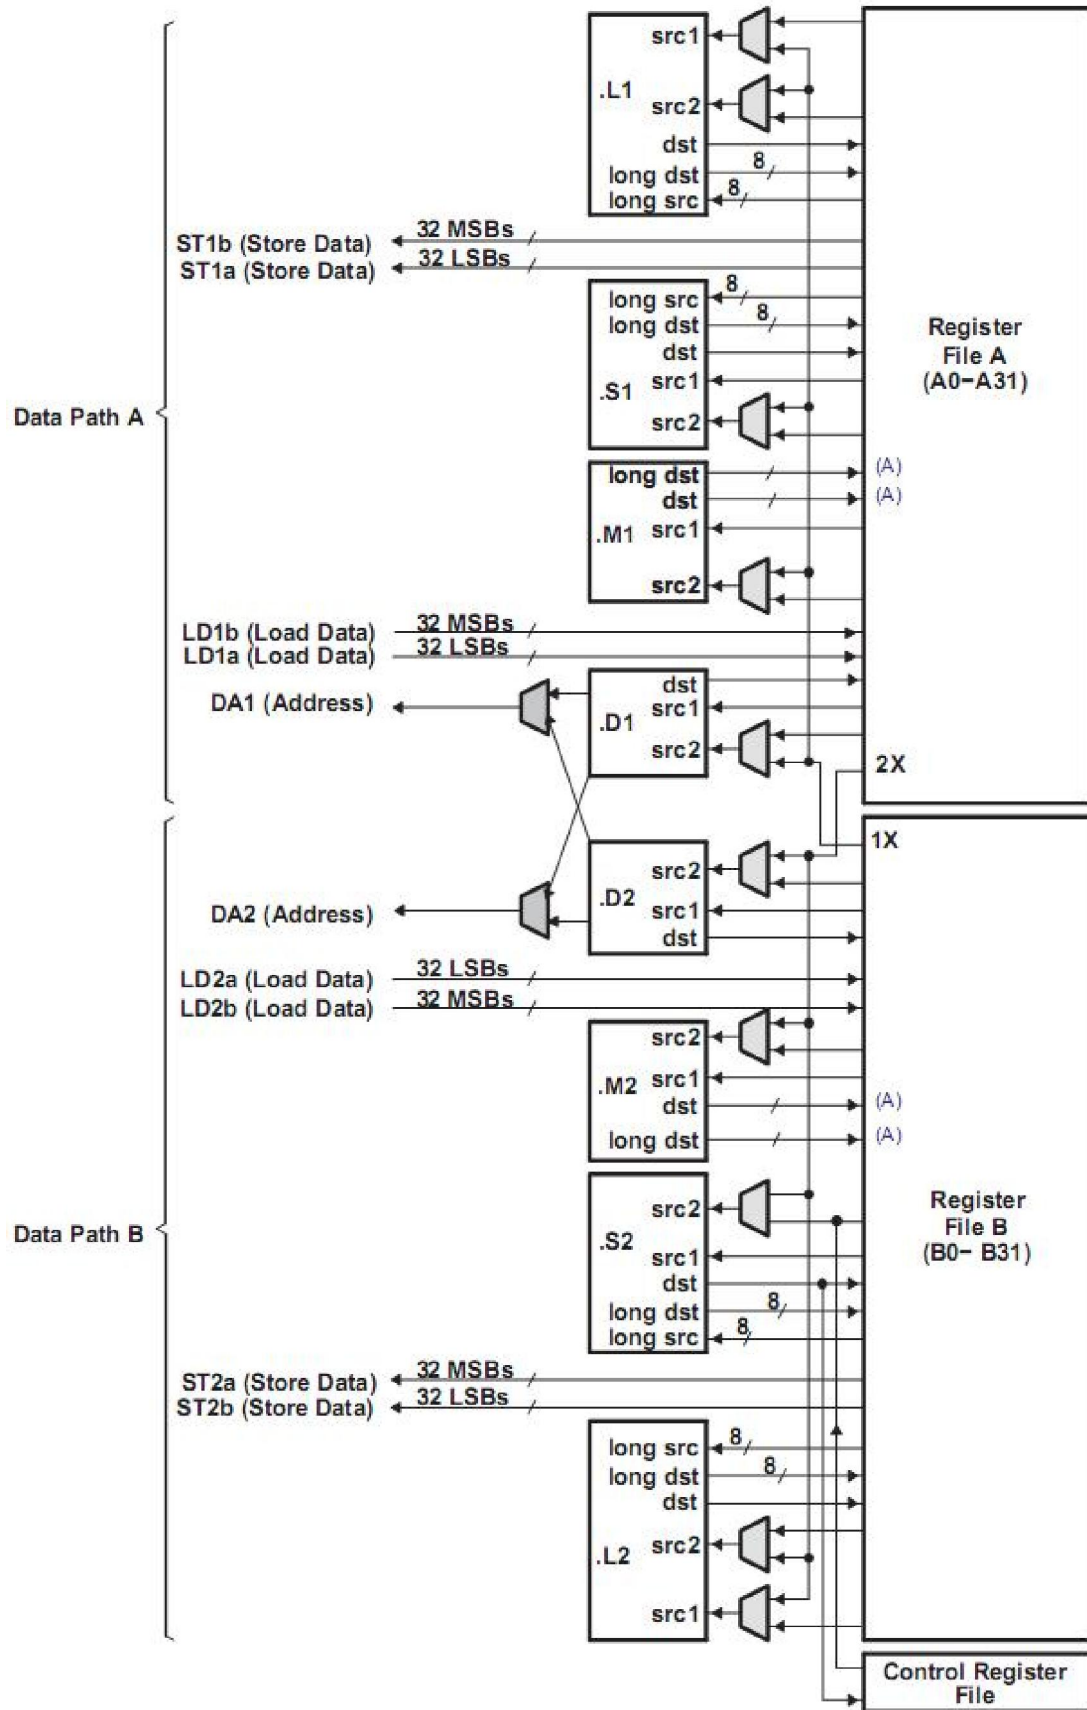 src1
.L1
src2
dst
8
long dst
8
long src
32 MSBs
ST1b (Store Data)
32 LSBs
ST1a (Store Data)
8
long src
8
long dst
dst
Register
File A
(A0−A31)
src1
.S1
Data Path A
src2
long dst
(A)
dst
(A)
.M1
src1
src2
32 MSBs
LD1b (Load Data)
32 LSBs
LD1a (Load Data)
dst
DA1 (Address)
src1
.D1
src2
2X
1X
src2
.D2
DA2 (Address)
src1
dst
32 LSBs
LD2a (Load Data)
32 MSBs
LD2b (Load Data)
src2
.M2
src1
dst
(A)
long dst
(A)
src2
Register
File B
(B0− B31)
Data Path B
.S2
src1
dst
8
long dst
8
long src
32 MSBs
ST2a (Store Data)
32 LSBs
ST2b (Store Data)
8
long src
8
long dst
dst
src2
.L2
src1
Control Register
File